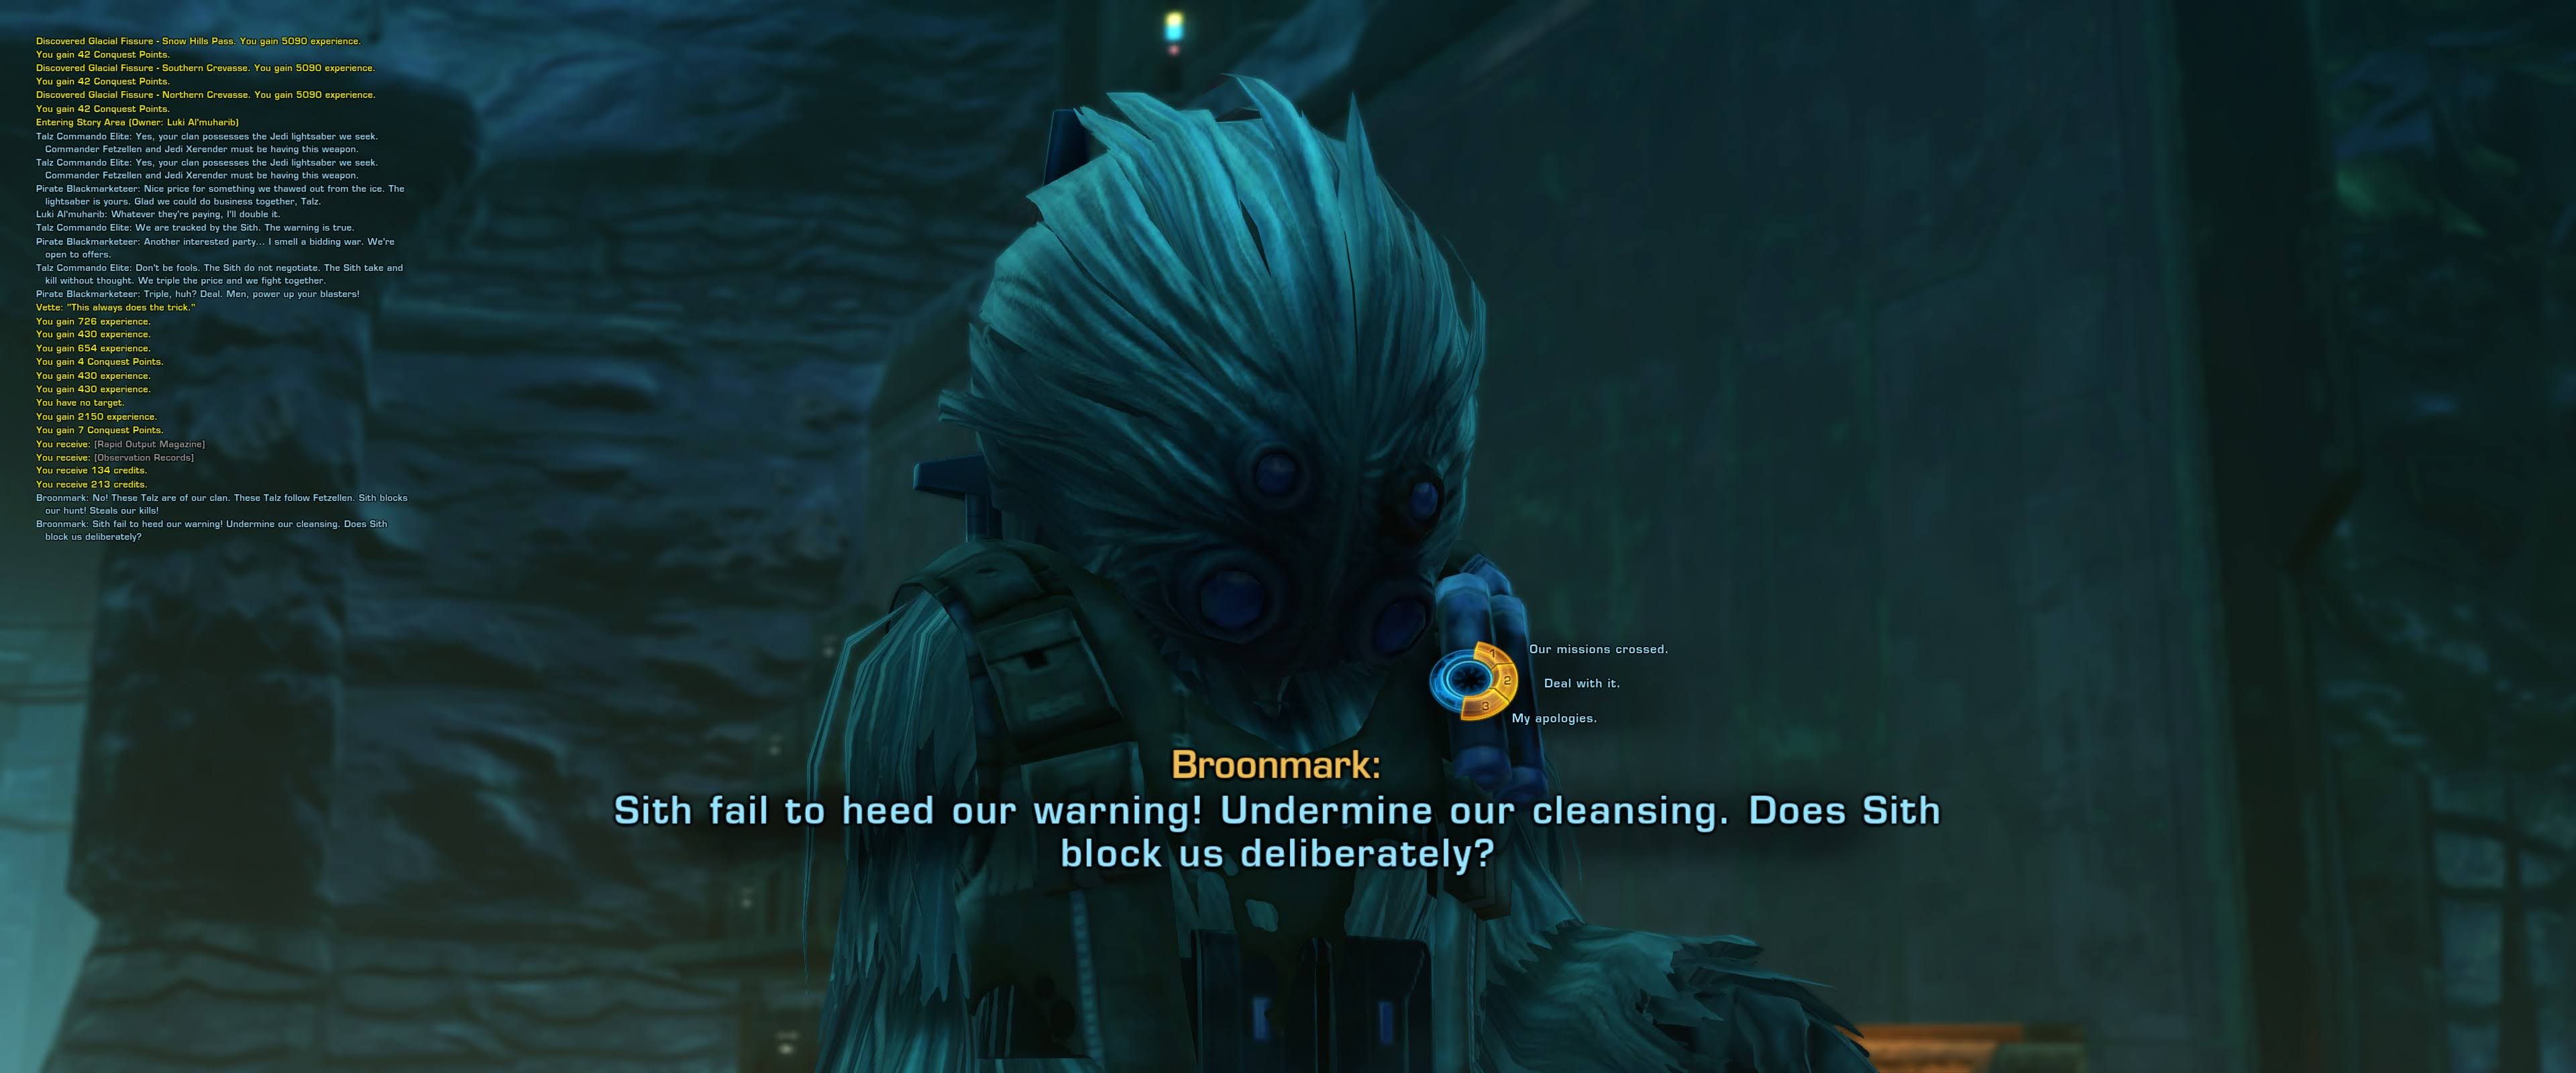 Discovered Glacial Fissure - Snow Hills Pass. You gain 5090 experience.
You gain 42 Conquest Points.
Discovered Glacial Fissure - Southern Crevasse. You gain 5090 experience.
You gain 42 Conquest Points.
Discovered Glacial Fissure - Northern Crevasse. You gain 5090 experience.
You gain 42 Conquest Points.
Entering Story Area (Owner: Luki Al'muharib)
Talz Commando Elite: Yes, your clan possesses the Jedi lightsaber we seek.
Commander Fetzellen and Jedi Xerender must be having this weapon.
Talz Commando Elite: Yes, your clan possesses the Jedi lightsaber we seek.
Commander Fetzellen and Jedi Xerender must be having this weapon.
Pirate Blackmarketeer: Nice price for something we thawed out from the ice. The
lightsaber is yours. Glad we could do business together, Talz.
Luki Al'muharib: Whatever they're paying, I'll double it.
Talz Commando Elite: We are tracked by the Sith. The warning is true.
Pirate Blackmarketeer: Another interested party... I smell a bidding war. We're
open to offers.
Talz Commando Elite: Don't be fools. The Sith do not negotiate. The Sith take and
kill without thought. We triple the price and we fight together.
Pirate Blackmarketeer: Triple, huh? Deal. Men, power up your blasters!
Vette: "This always does the trick."
You gain 726 experience.
You gain 430 experience.
You gain 654 experience.
You gain 4 Conquest Points.
You gain 430 experience.
You gain 430 experience.
You have no target.
You gain 2150 experience.
You gain 7 Conquest Points.
You receive: [Rapid Output Magazine]
You receive: [Observation Records]
You receive 134 credits.
You receive 213 credits.
Broonmark: No! These Talz are of our clan. These Talz follow Fetzellen. Sith blocks
our hunt! Steals our kills!
Broonmark: Sith fail to heed our warning! Undermine our cleansing. Does Sith
block us deliberately?
1 Our missions crossed.
2 Deal with it.
3 My apologies.
Broonmark:
Sith fail to heed our warning! Undermine our cleansing. Does Sith
block us deliberately?